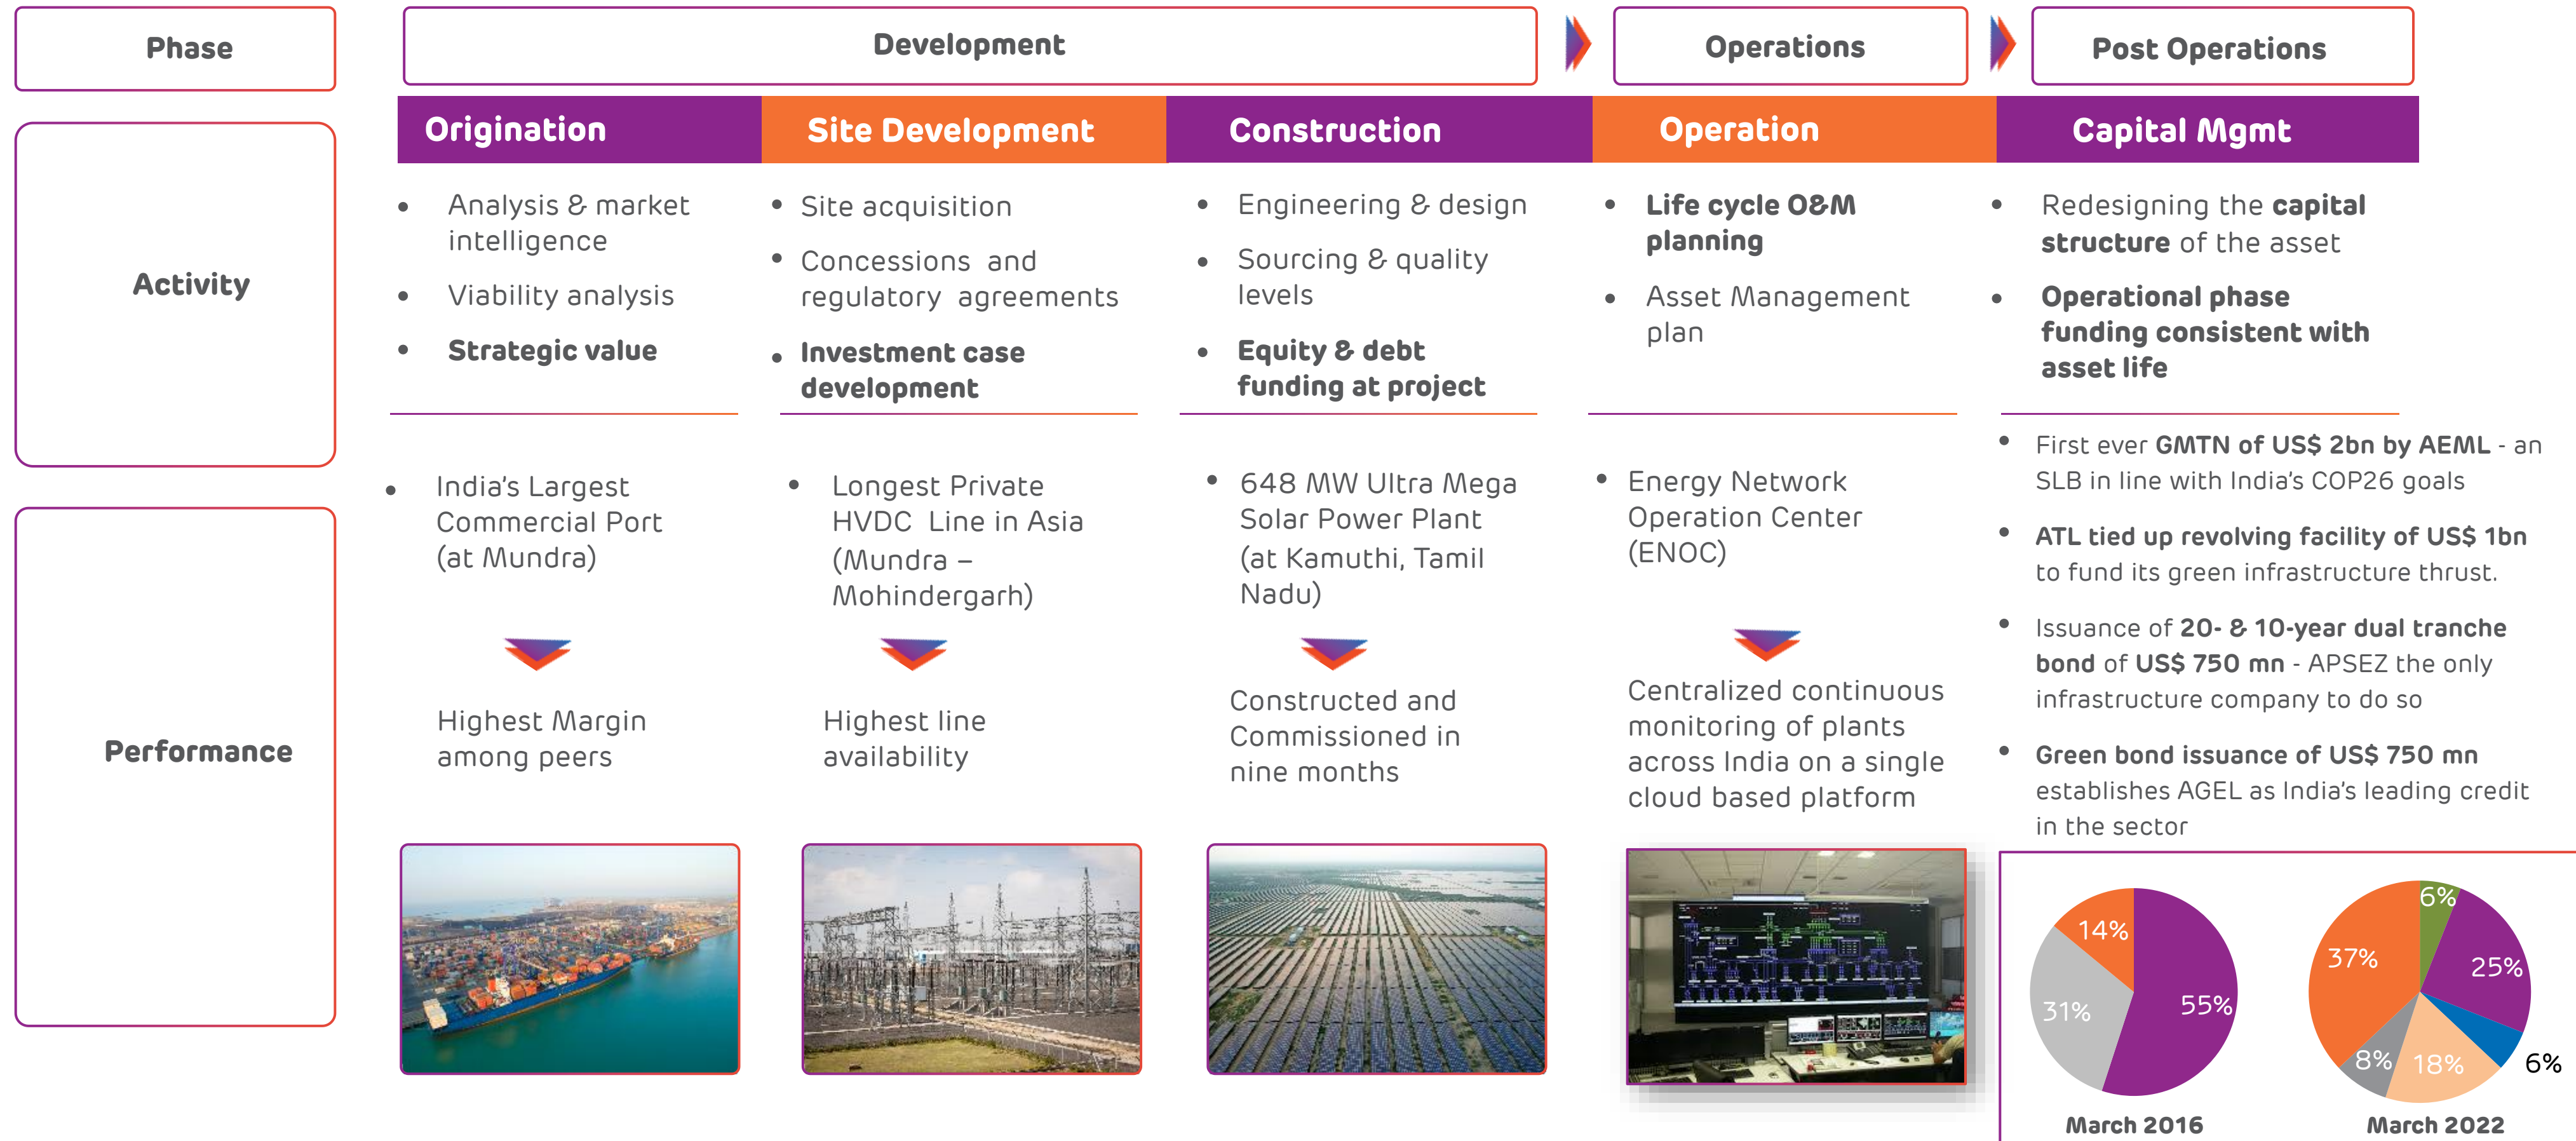 Phase
Development
Operations
Post Operations
Activity
Origination
Site Development
Construction
Operation
Capital Mgmt
• Analysis & market
intelligence
• Viability analysis
• Strategic value
• Site acquisition
• Concessions and
regulatory agreements
• Investment case
development
• Engineering & design
• Sourcing & quality
levels
• Equity & debt
funding at project
• Life cycle O&M
planning
• Asset Management
plan
• Redesigning the capital
structure of the asset
• Operational phase
funding consistent with
asset life
Performance
• India's Largest
Commercial Port
(at Mundra)
Highest Margin
among peers
• Longest Private
HVDC Line in Asia
(Mundra –
Mohindergarh)
Highest line
availability
• 648 MW Ultra Mega
Solar Power Plant
(at Kamuthi, Tamil
Nadu)
Constructed and
Commissioned in
nine months
• Energy Network
Operation Center
(ENOC)
Centralized continuous
monitoring of plants
across India on a single
cloud based platform
• First ever GMTN of US$ 2bn by AEML - an
SLB in line with India's COP26 goals
• ATL tied up revolving facility of US$ 1bn
to fund its green infrastructure thrust.
• Issuance of 20- & 10-year dual tranche
bond of US$ 750 mn - APSEZ the only
infrastructure company to do so
• Green bond issuance of US$ 750 mn
establishes AGEL as India's leading credit
in the sector
14%
31%
55%
March 2016
6%
37%
25%
8%
18%
6%
March 2022